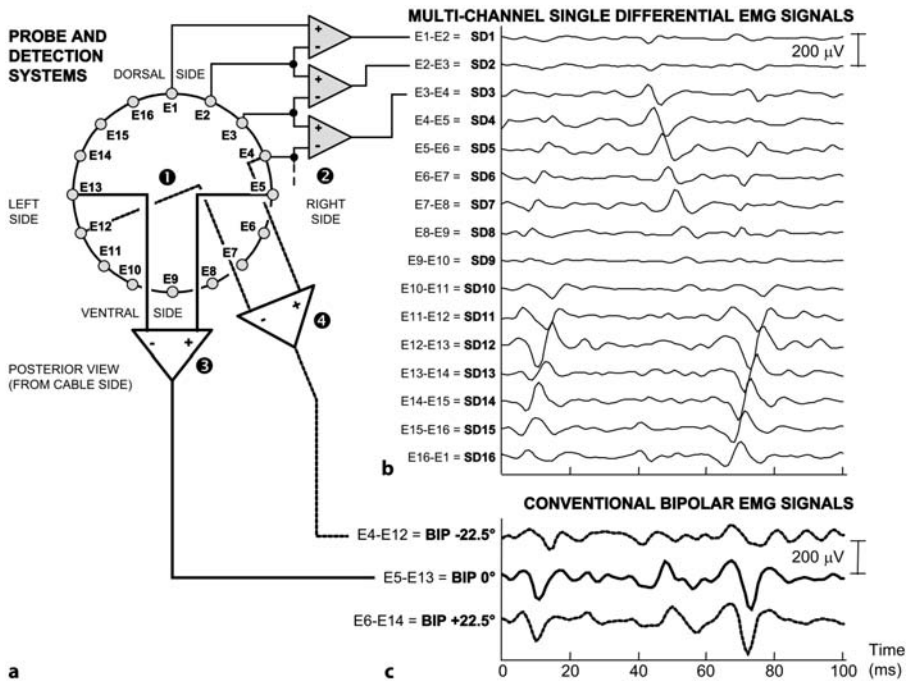 PROBE AND
DETECTION
SYSTEMS
DORSAL SIDE
E1
E2
E3
E4
E5
E6
E7
E8
E9
E10
E11
E12
E13
E14
E15
E16
LEFT
SIDE
RIGHT
SIDE
VENTRAL SIDE
POSTERIOR VIEW
(FROM CABLE SIDE)
+
-
+
-
+
-
1
2
- +
3
- +
4
a
MULTI-CHANNEL SINGLE DIFFERENTIAL EMG SIGNALS
E1-E2 = SD1
200 µV
E2-E3 = SD2
E3-E4 = SD3
E4-E5 = SD4
E5-E6 = SD5
E6-E7 = SD6
E7-E8 = SD7
E8-E9 = SD8
E9-E10 = SD9
E10-E11 = SD10
E11-E12 = SD11
E12-E13 = SD12
E13-E14 = SD13
E14-E15 = SD14
E15-E16 = SD15
E16-E1 = SD16
b
CONVENTIONAL BIPOLAR EMG SIGNALS
E4-E12 = BIP -22.5°
200 µV
E5-E13 = BIP 0°
E6-E14 = BIP +22.5°
0 20 40 60 80 100
Time
(ms)
c